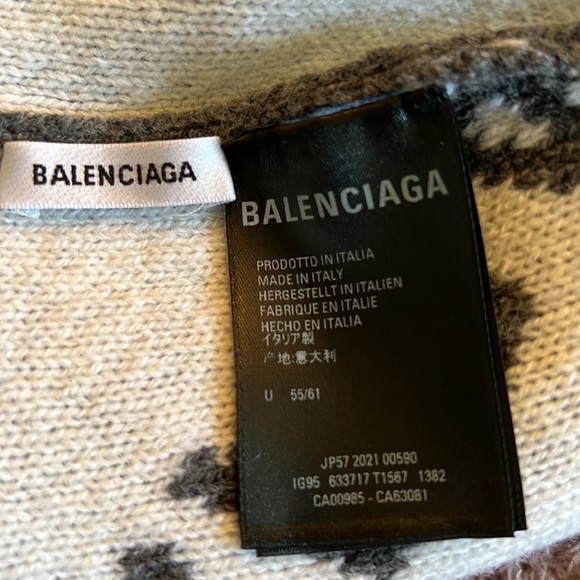 BALENCIAGA
BALENCIAGA
PRODOTTO IN ITALIA
MADE IN ITALY
HERGESTELLT IN ITALIEN
FABRIQUE EN ITALIE
HECHO EN ITALIA
イタリア製
产地:意大利
U 55/61
JP57 2021 00590
IG95 633717 T1567 1382
CA00985 - CA63081